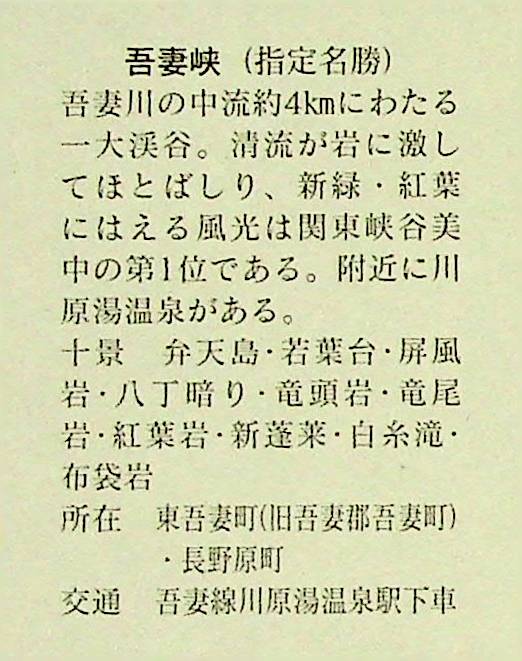 吾妻峡（指定名勝）
吾妻川の中流約4kmにわたる
一大渓谷。清流が岩に激し
てほとばしり、新緑・紅葉
にはえる風光は関東峡谷美
中の第1位である。附近に川
原湯温泉がある。
十景　弁天島・若葉台・屏風
岩・八丁暗り・竜頭岩・竜尾
岩・紅葉岩・新蓬莱・白糸滝・
布袋岩
所在　東吾妻町(旧吾妻郡吾妻町)
・長野原町
交通　吾妻線川原湯温泉駅下車